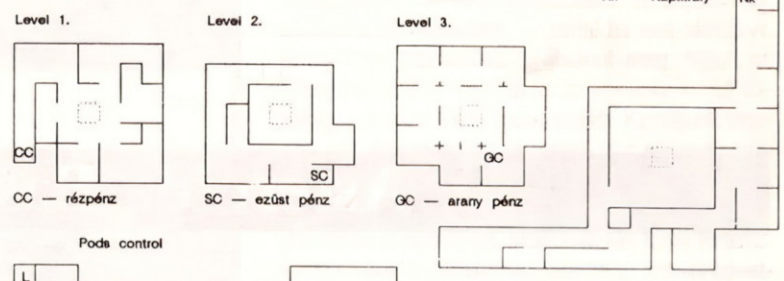 Level 1.
Level 2.
Level 3.
CC
SC
GC
CC — rézpénz
SC — ezüst pénz
GC — arany pénz
Pods control
L